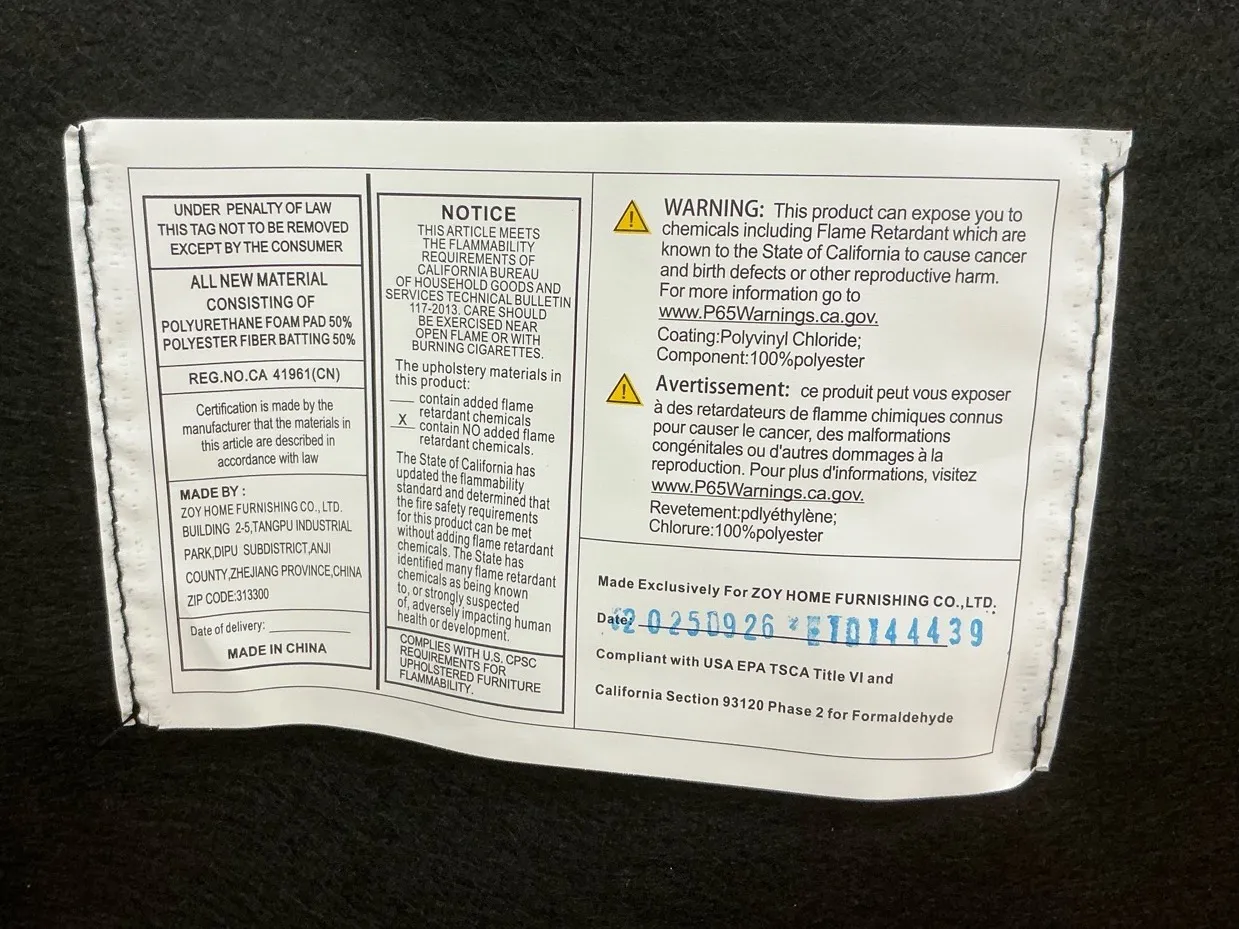 UNDER PENALTY OF LAW
THIS TAG NOT TO BE REMOVED
EXCEPT BY THE CONSUMER
ALL NEW MATERIAL
CONSISTING OF
POLYURETHANE FOAM PAD 50%
POLYESTER FIBER BATTING 50%
REG.NO.CA 41961(CN)
Certification is made by the
manufacturer that the materials in
this article are described in
accordance with law
MADE BY :
ZOY HOME FURNISHING CO., LTD.
BUILDING 2-5,TANGPU INDUSTRIAL
PARK,DIPU SUBDISTRICT,ANJI
COUNTY,ZHEJIANG PROVINCE,CHINA
ZIP CODE:313300
Date of delivery:
MADE IN CHINA
NOTICE
THIS ARTICLE MEETS
THE FLAMMABILITY
REQUIREMENTS OF
CALIFORNIA BUREAU
OF HOUSEHOLD GOODS AND
SERVICES TECHNICAL BULLETIN
117-2013. CARE SHOULD
BE EXERCISED NEAR
OPEN FLAME OR WITH
BURNING CIGARETTES.
The upholstery materials in
this product:
contain added flame
retardant chemicals
X contain NO added flame
retardant chemicals.
The State of California has
updated the flammability
standard and determined that
the fire safety requirements
for this product can be met
without adding flame retardant
chemicals. The State has
identified many flame retardant
chemicals as being known
to, or strongly suspected
of, adversely impacting human
health or development.
COMPLIES WITH U.S. CPSC
REQUIREMENTS FOR
UPHOLSTERED FURNITURE
FLAMMABILITY.
WARNING: This product can expose you to
chemicals including Flame Retardant which are
known to the State of California to cause cancer
and birth defects or other reproductive harm.
For more information go to
www.P65Warnings.ca.gov.
Coating:Polyvinyl Chloride;
Component:100%polyester
Avertissement: ce produit peut vous exposer
à des retardateurs de flamme chimiques connus
pour causer le cancer, des malformations
congénitales ou d'autres dommages à la
reproduction. Pour plus d'informations, visitez
www.P65Warnings.ca.gov.
Revetement:pdlyéthylène;
Chlorure:100%polyester
Made Exclusively For ZOY HOME FURNISHING CO.,LTD.
Date: 20250926
Compliant with USA EPA TSCA Title VI and
California Section 93120 Phase 2 for Formaldehyde